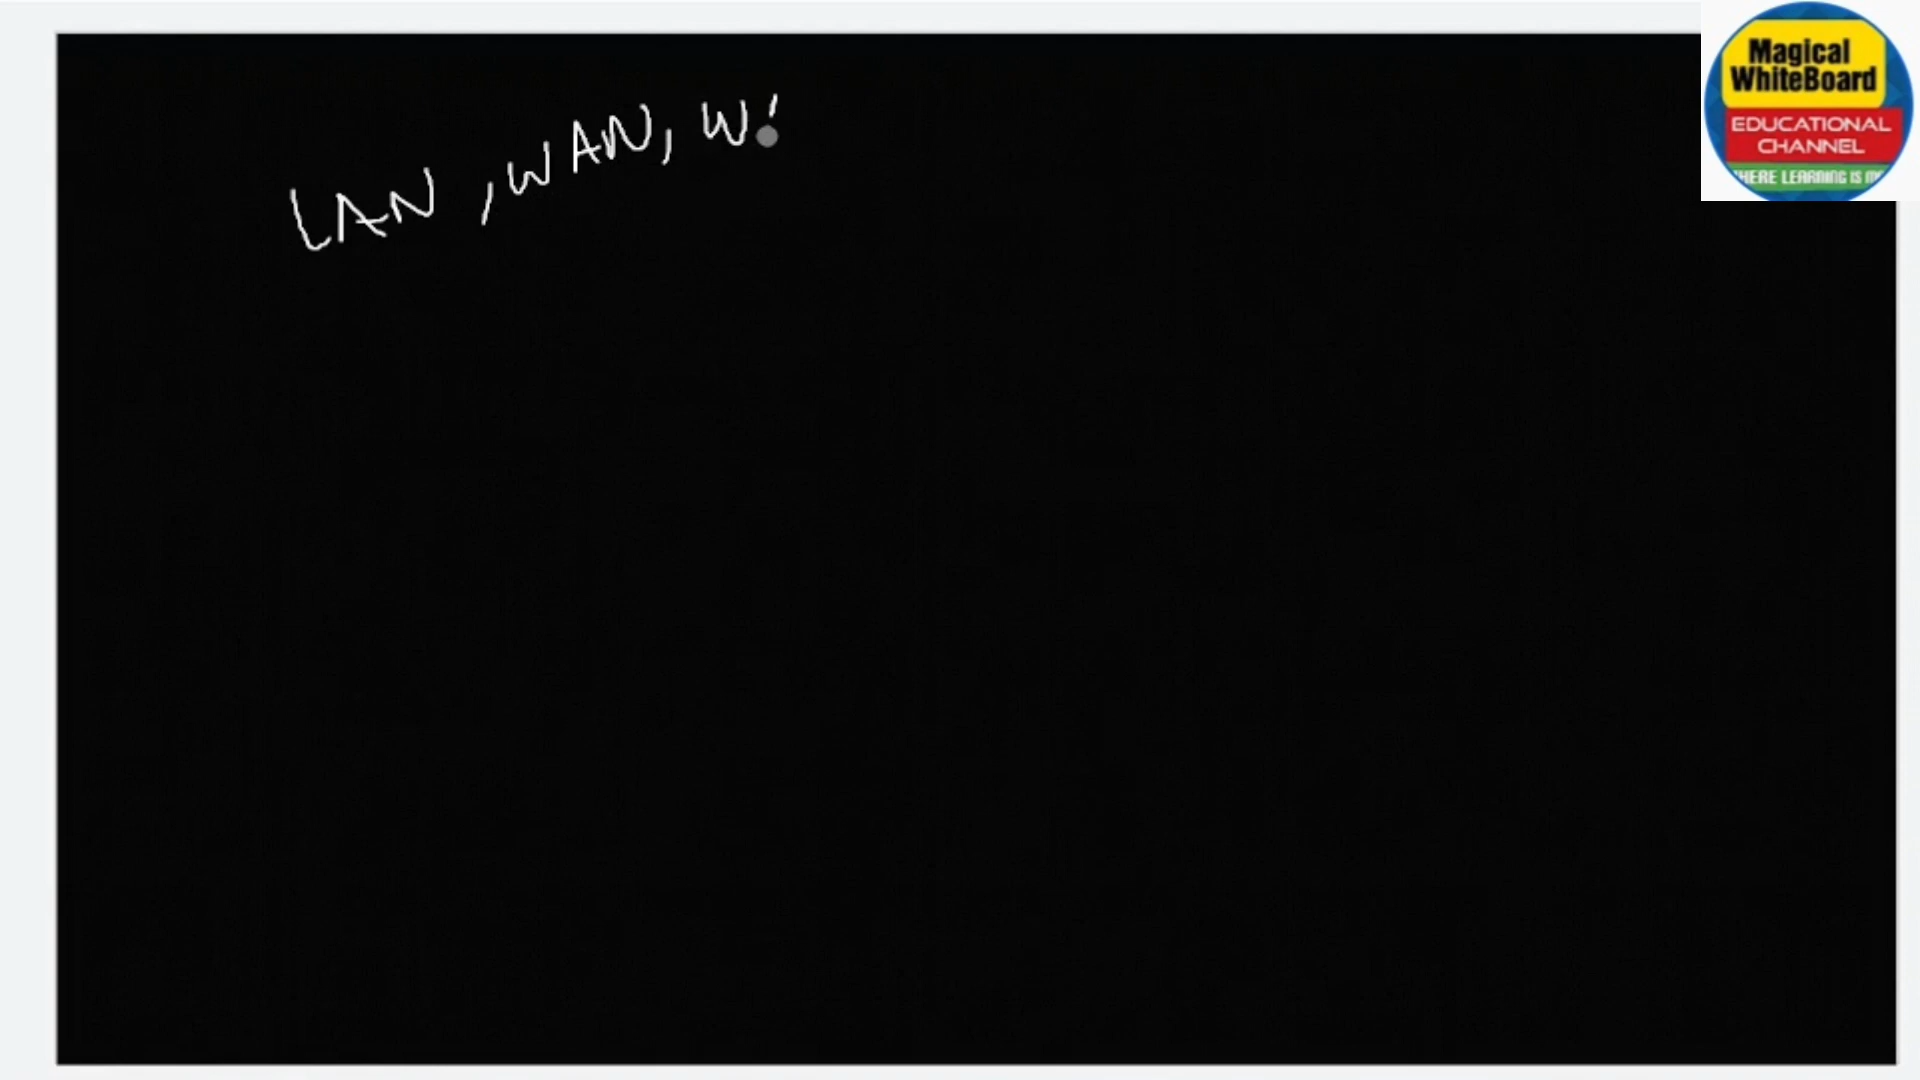 LAN, WAN, W
Magical
WhiteBoard
EDUCATIONAL
CHANNEL